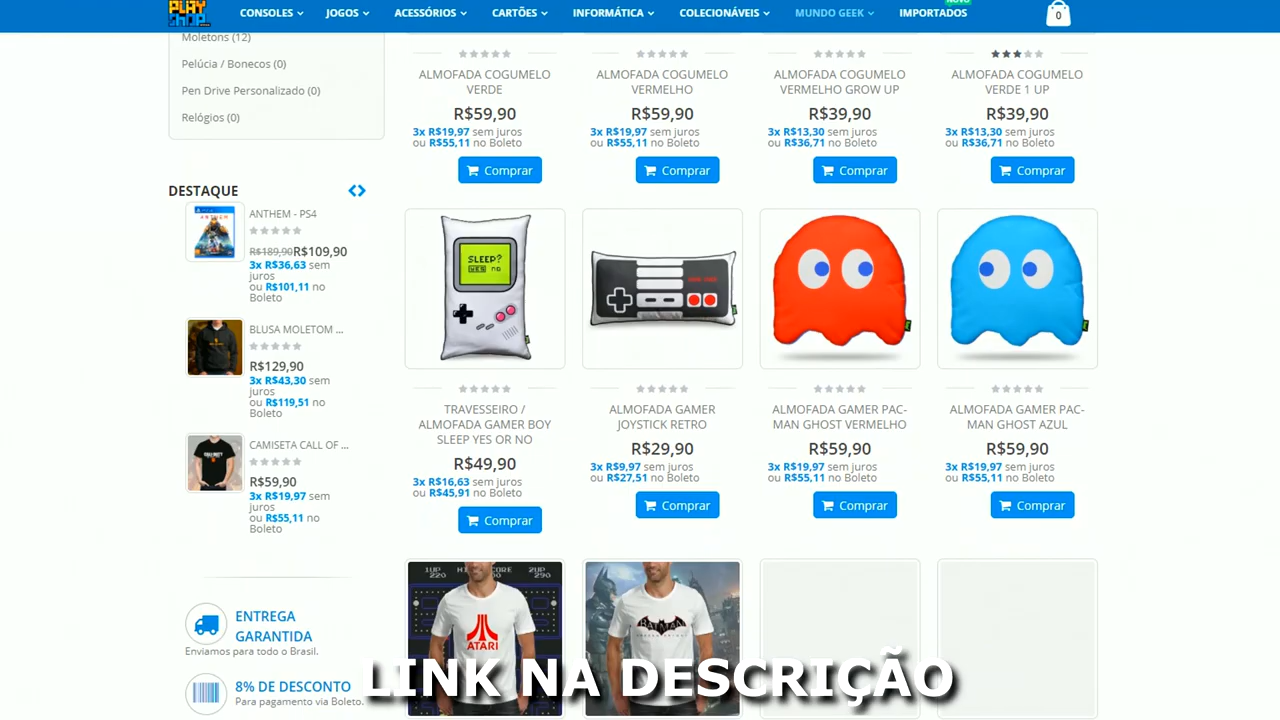 PLAY
SHOP
CONSOLES
JOGOS
ACESSÓRIOS
CARTÕES
INFORMÁTICA
COLECIONÁVEIS
MUNDO GEEK
NOVO
IMPORTADOS
0
Moletons (12)
Pelúcia / Bonecos (0)
Pen Drive Personalizado (0)
Relógios (0)
DESTAQUE
ANTHEM - PS4
R$189,90 R$109,90
3x R$36,63 sem
juros
ou R$101,11 no
Boleto
BLUSA MOLETOM ...
R$129,90
3x R$43,30 sem
juros
ou R$119,51 no
Boleto
CAMISETA CALL OF ...
R$59,90
3x R$19,97 sem
juros
ou R$55,11 no
Boleto
ENTREGA
GARANTIDA
Enviamos para todo o Brasil.
8% DE DESCONTO
Para pagamento via Boleto.
ALMOFADA COGUMELO
VERDE
R$59,90
3x R$19,97 sem juros
ou R$55,11 no Boleto
Comprar
ALMOFADA COGUMELO
VERMELHO
R$59,90
3x R$19,97 sem juros
ou R$55,11 no Boleto
Comprar
ALMOFADA COGUMELO
VERMELHO GROW UP
R$39,90
3x R$13,30 sem juros
ou R$36,71 no Boleto
Comprar
ALMOFADA COGUMELO
VERDE 1 UP
R$39,90
3x R$13,30 sem juros
ou R$36,71 no Boleto
Comprar
SLEEP?
YES no
TRAVESSEIRO /
ALMOFADA GAMER BOY
SLEEP YES OR NO
R$49,90
3x R$16,63 sem juros
ou R$45,91 no Boleto
Comprar
ALMOFADA GAMER
JOYSTICK RETRO
R$29,90
3x R$9,97 sem juros
ou R$27,51 no Boleto
Comprar
ALMOFADA GAMER PAC-
MAN GHOST VERMELHO
R$59,90
3x R$19,97 sem juros
ou R$55,11 no Boleto
Comprar
ALMOFADA GAMER PAC-
MAN GHOST AZUL
R$59,90
3x R$19,97 sem juros
ou R$55,11 no Boleto
Comprar
1UP
220
2UP
290
ATARI
BATMAN
LINK NA DESCRIÇÃO